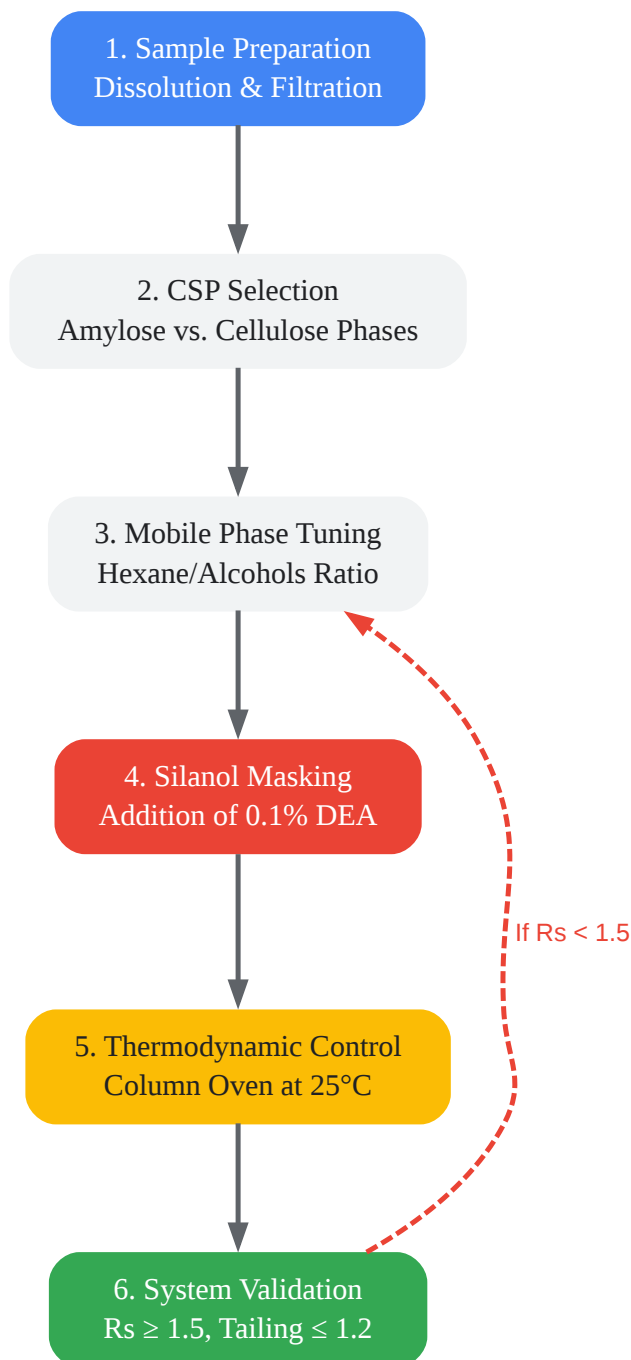 1. Sample Preparation
Dissolution & Filtration
2. CSP Selection
Amylose vs. Cellulose Phases
3. Mobile Phase Tuning
Hexane/Alcohols Ratio
4. Silanol Masking
Addition of 0.1% DEA
If Rs < 1.5
5. Thermodynamic Control
Column Oven at 25°C
6. System Validation
Rs ≥ 1.5, Tailing ≤ 1.2